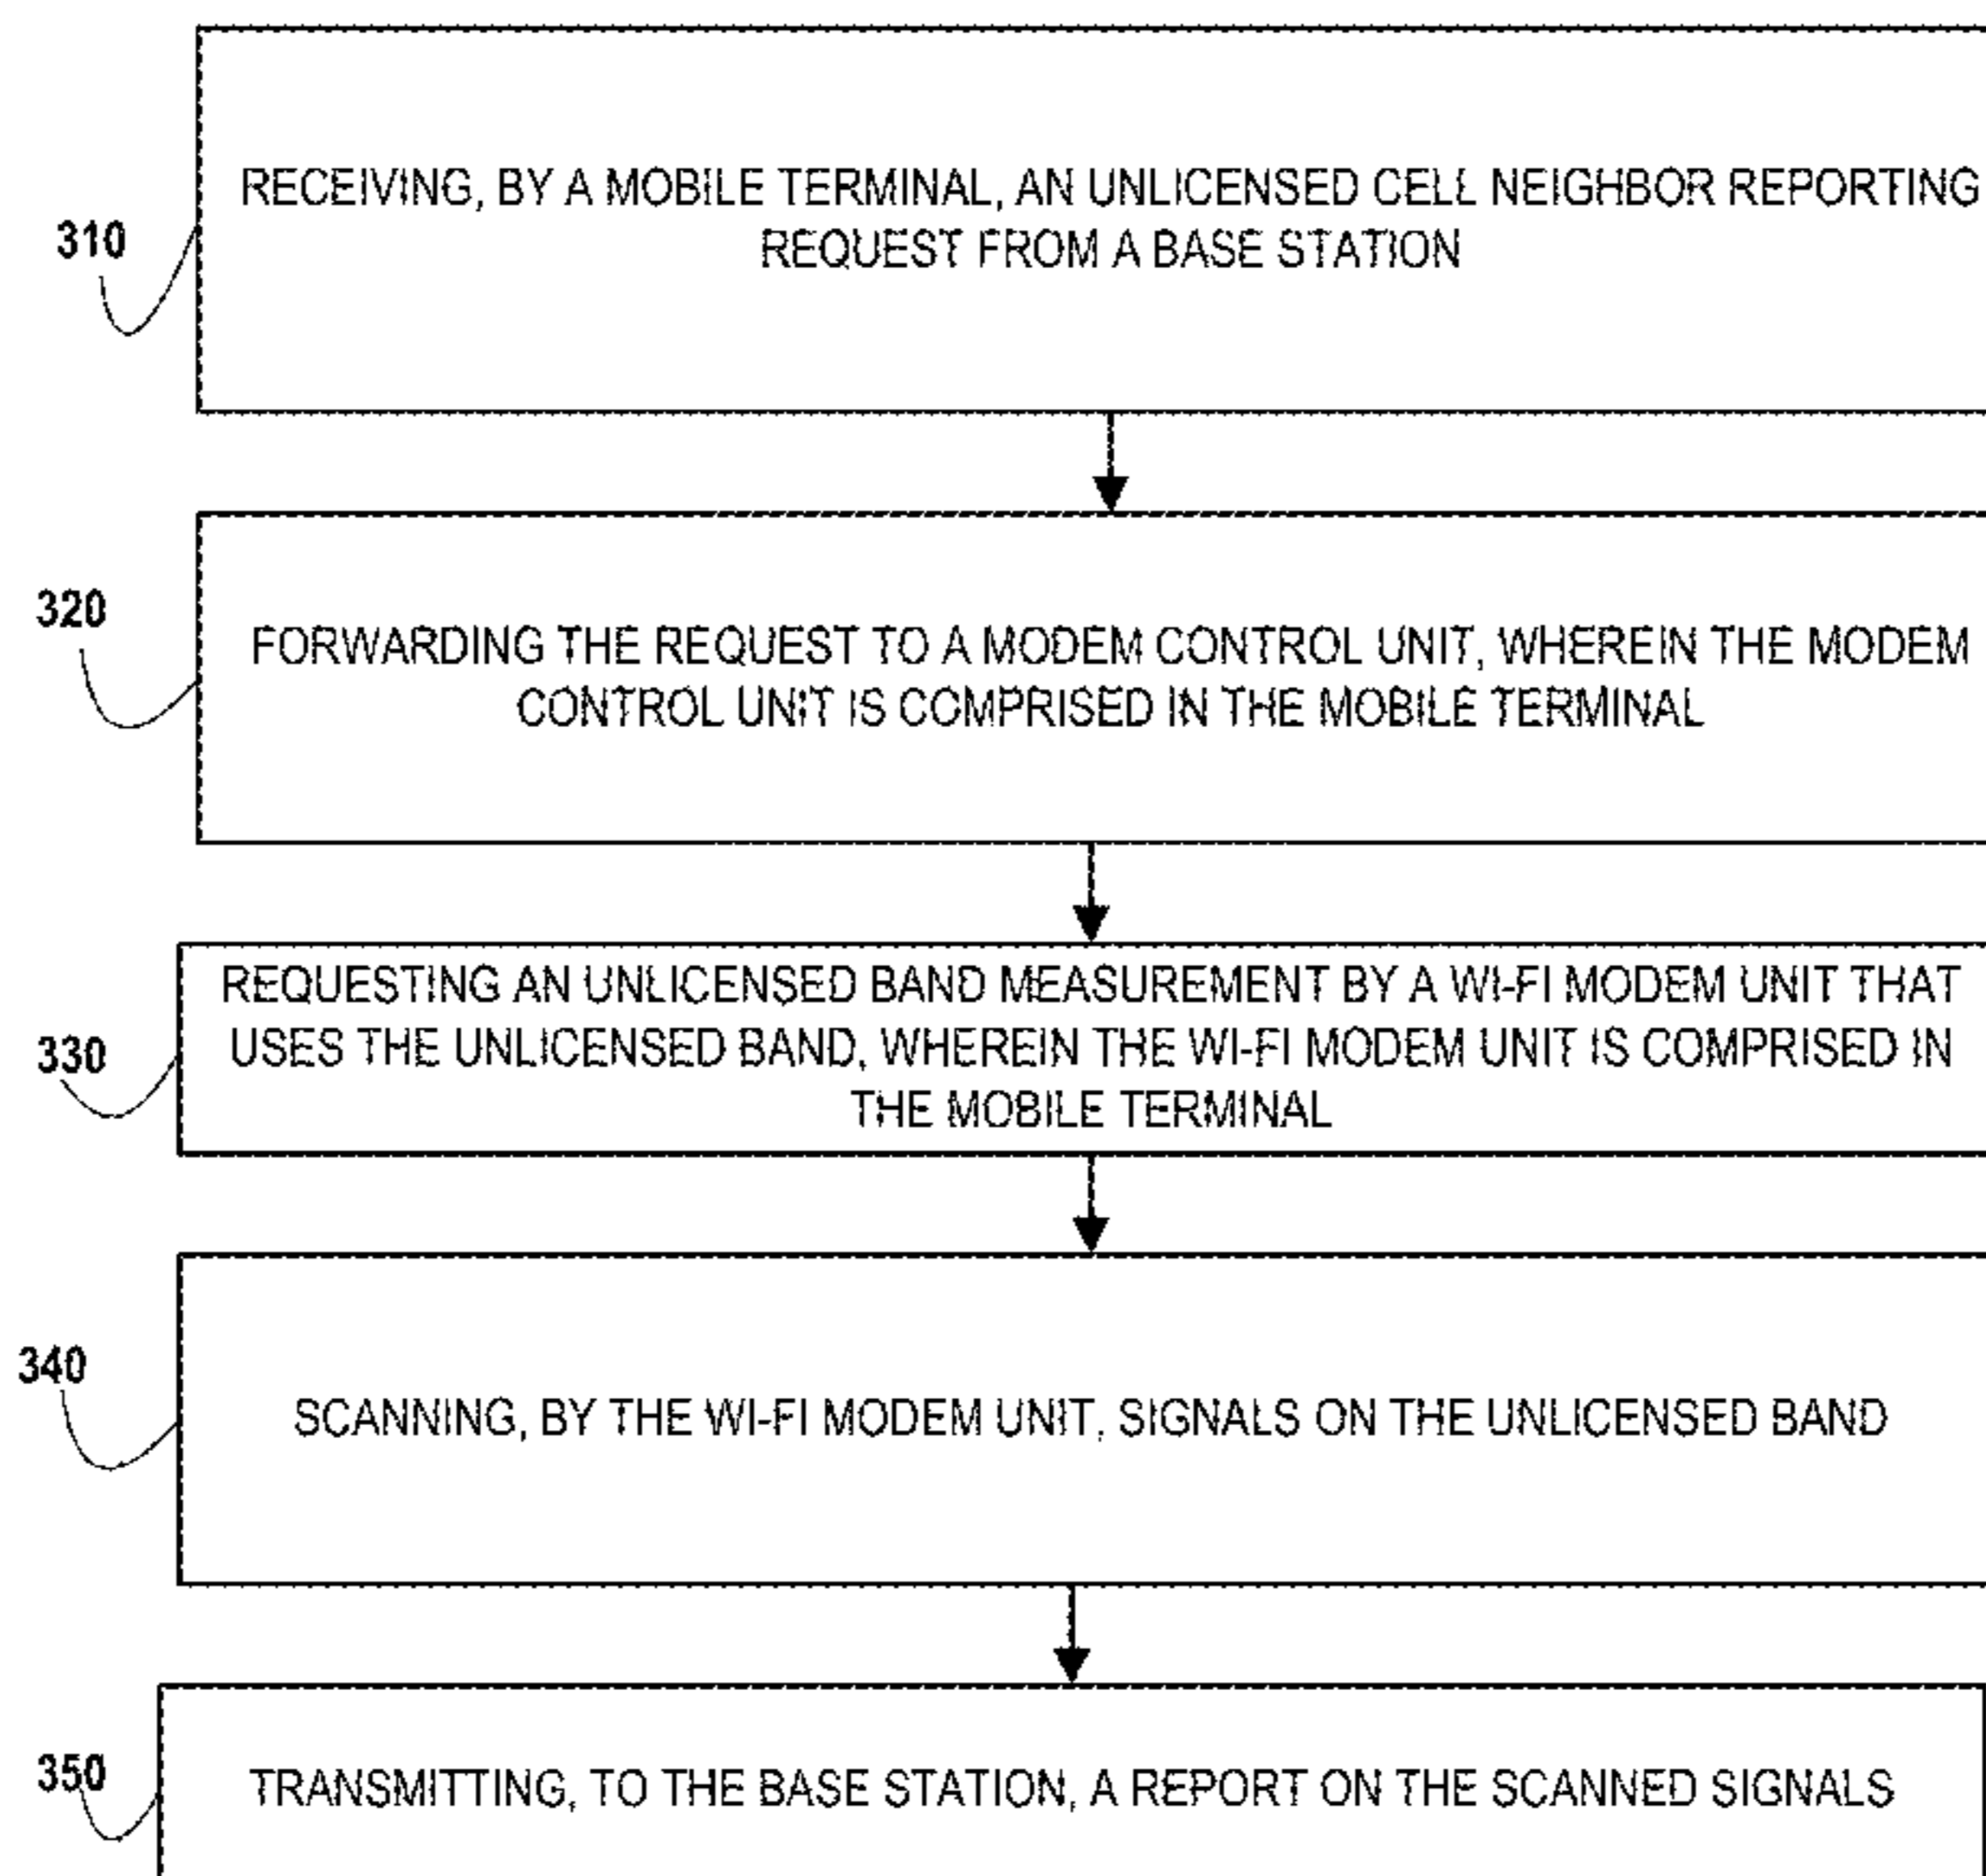 310
RECEIVING, BY A MOBILE TERMINAL, AN UNLICENSED CELL NEIGHBOR REPORTING
REQUEST FROM A BASE STATION
320
FORWARDING THE REQUEST TO A MODEM CONTROL UNIT, WHEREIN THE MODEM
CONTROL UNIT IS COMPRISED IN THE MOBILE TERMINAL
330
REQUESTING AN UNLICENSED BAND MEASUREMENT BY A WI-FI MODEM UNIT THAT
USES THE UNLICENSED BAND, WHEREIN THE WI-FI MODEM UNIT IS COMPRISED IN
THE MOBILE TERMINAL
340
SCANNING, BY THE WI-FI MODEM UNIT, SIGNALS ON THE UNLICENSED BAND
350
TRANSMITTING, TO THE BASE STATION, A REPORT ON THE SCANNED SIGNALS